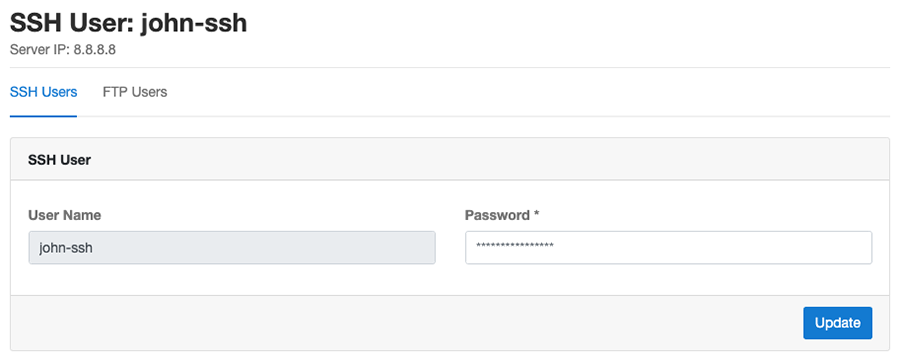 SSH User: john-ssh
Server IP: 8.8.8.8
SSH Users FTP Users
SSH User
User Name Password *
john-ssh ****************
Update